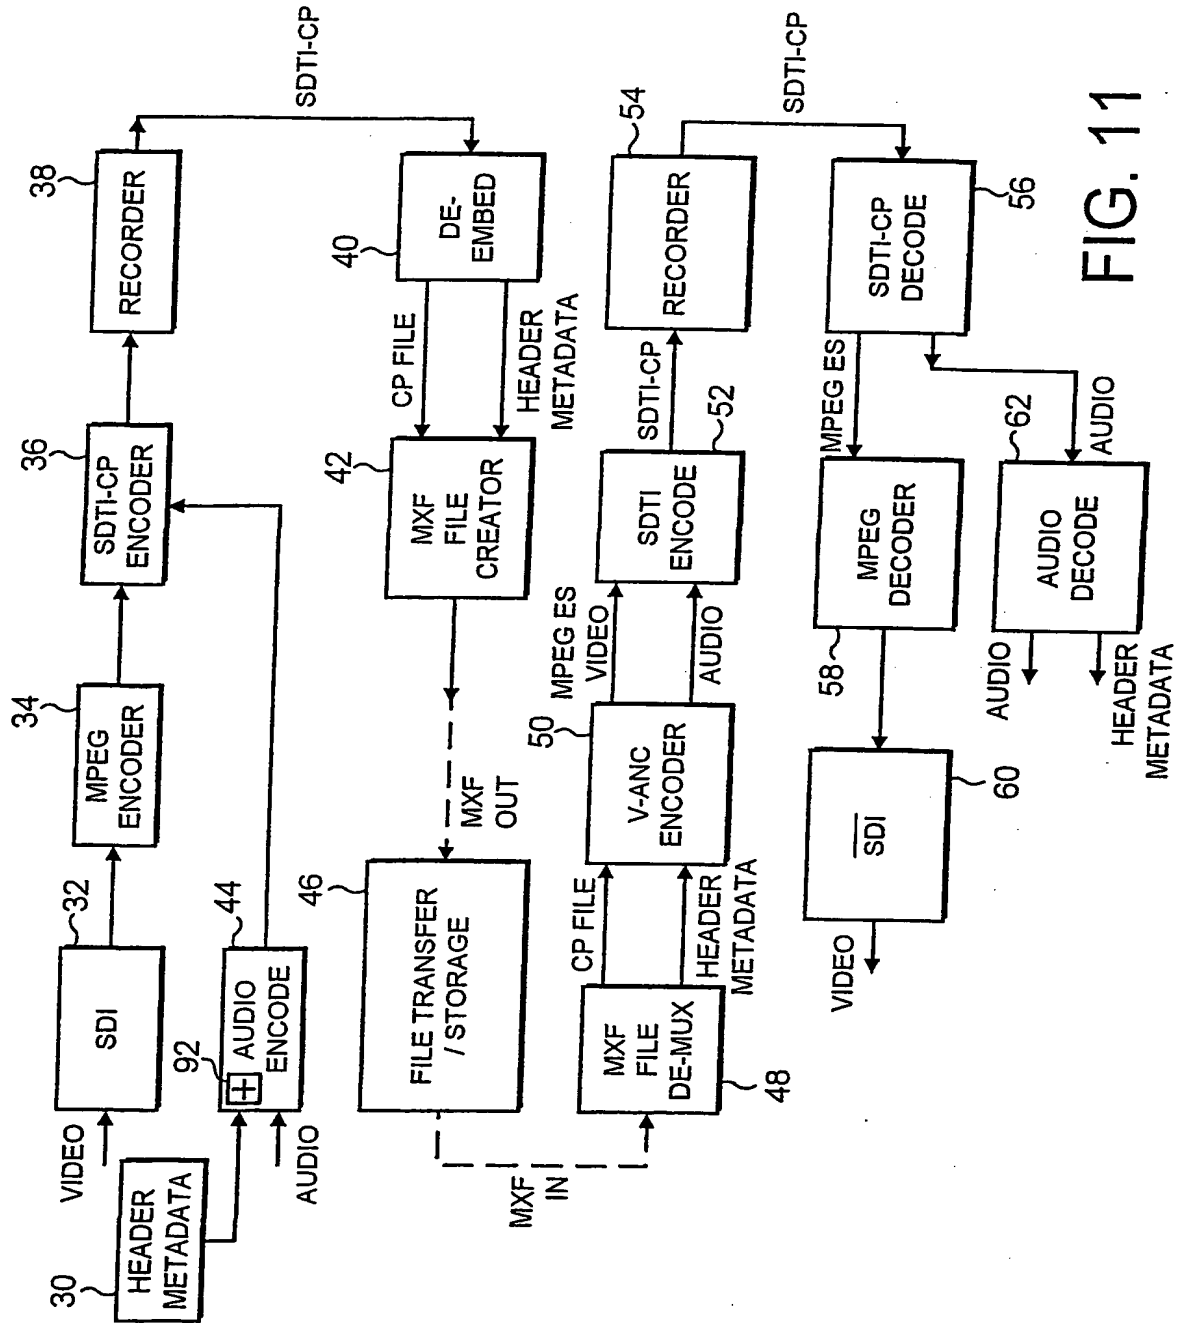 VIDEO
32
SDI
34
MPEG
ENCODER
36
SDTI-CP
ENCODER
38
RECORDER
SDTI-CP
30
HEADER
METADATA
AUDIO
92
+
44
AUDIO
ENCODE
40
DE-
EMBED
CP FILE
HEADER
METADATA
42
MXF
FILE
CREATOR
MXF
OUT
46
FILE TRANSFER
/ STORAGE
MXF
IN
MXF
FILE
DE-MUX
48
CP FILE
HEADER
METADATA
50
V-ANC
ENCODER
MPEG ES
VIDEO
AUDIO
SDTI
ENCODE
52
SDTI-CP
54
RECORDER
SDTI-CP
SDTI-CP
DECODE
56
MPEG ES
AUDIO
MPEG
DECODER
58
62
AUDIO
DECODE
AUDIO
HEADER
METADATA
SDI
60
VIDEO
FIG. 11